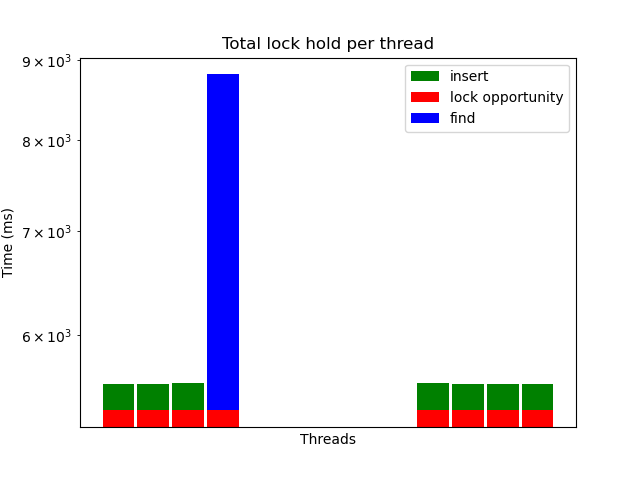 Total lock hold per thread
9 × 10³
8 × 10³
7 × 10³
6 × 10³
Time (ms)
insert
lock opportunity
find
Threads